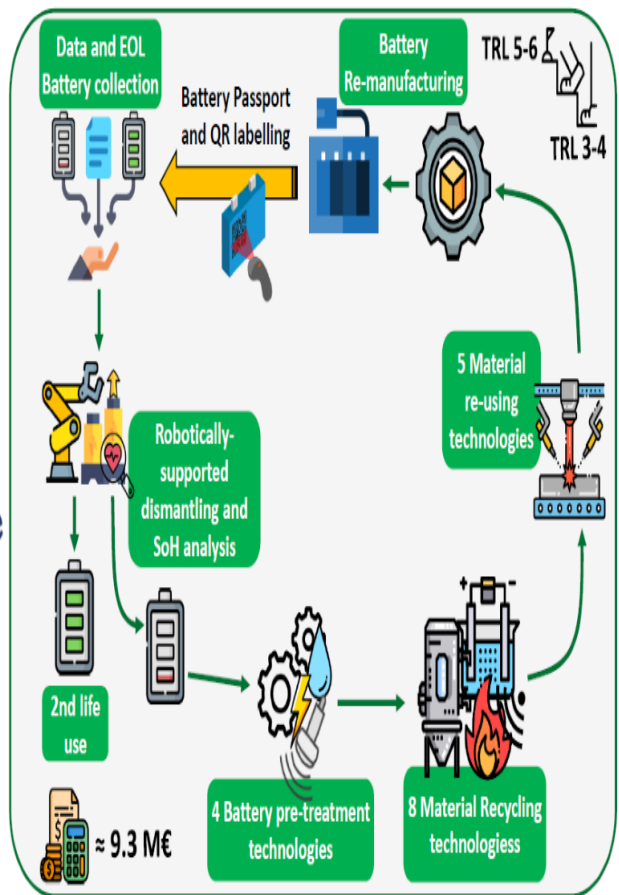 Data and EOL
Battery collection
Battery Passport
and QR labelling
Battery
Re-manufacturing
TRL 5-6
TRL 3-4
5 Material
re-using
technologies
Robotically-
supported
dismantling and
SoH analysis
e
2nd life
use
+ -
4 Battery pre-treatment
technologies
8 Material Recycling
technologiess
≈ 9.3 M€